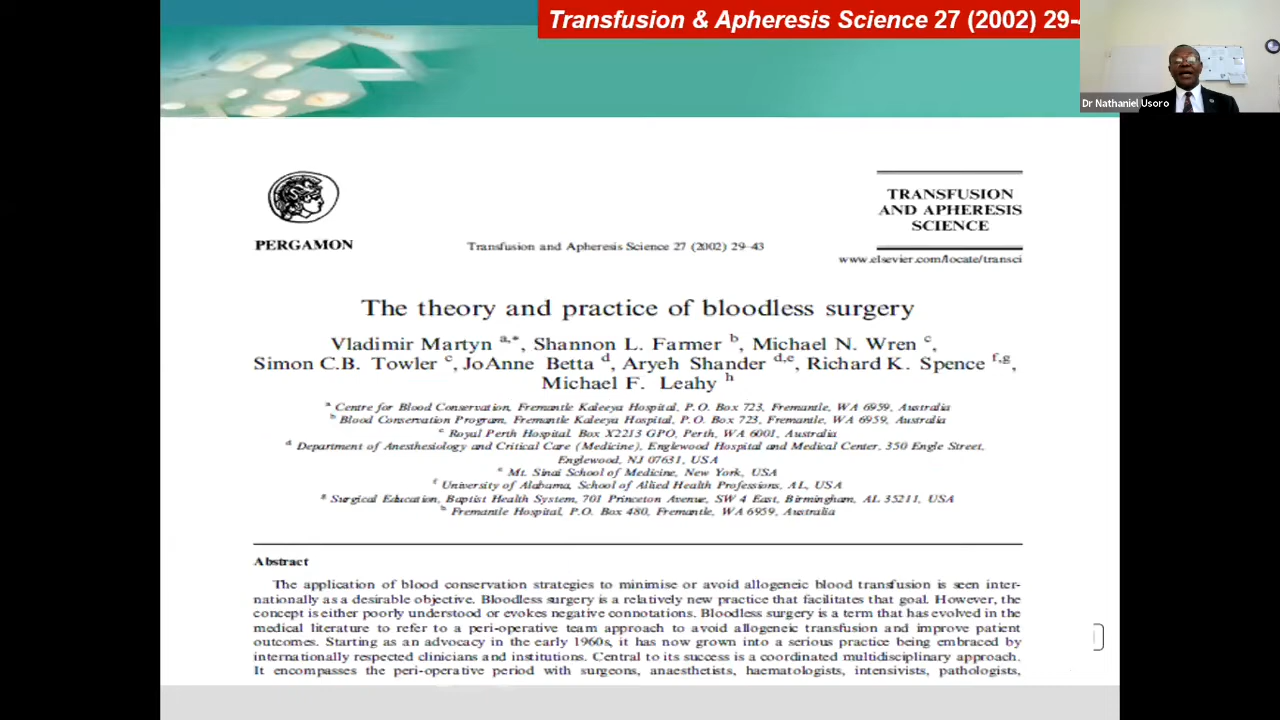 Transfusion & Apheresis Science 27 (2002) 29-
Dr Nathaniel Usoro
TRANSFUSION
AND APHERESIS
SCIENCE
PERGAMON
Transfusion and Apheresis Science 27 (2002) 29–43
www.elsevier.com/locate/transci
The theory and practice of bloodless surgery
Vladimir Martyn a,*, Shannon L. Farmer b, Michael N. Wren c,
Simon C.B. Towler c, JoAnne Betta d, Aryeh Shander d,e, Richard K. Spence f,g,
Michael F. Leahy h
a Centre for Blood Conservation, Fremantle Kaleeya Hospital, P.O. Box 723, Fremantle, WA 6959, Australia
b Blood Conservation Program, Fremantle Kaleeya Hospital, P.O. Box 723, Fremantle, WA 6959, Australia
c Royal Perth Hospital. Box X2213 GPO, Perth, WA 6001, Australia
d Department of Anesthesiology and Critical Care (Medicine), Englewood Hospital and Medical Center, 350 Engle Street,
Englewood, NJ 07631, USA
e Mt. Sinai School of Medicine, New York, USA
f University of Alabama, School of Allied Health Professions, AL, USA
g Surgical Education, Baptist Health System, 701 Princeton Avenue, SW 4 East, Birmingham, AL 35211, USA
h Fremantle Hospital, P.O. Box 480, Fremantle, WA 6959, Australia
Abstract
The application of blood conservation strategies to minimise or avoid allogeneic blood transfusion is seen inter-
nationally as a desirable objective. Bloodless surgery is a relatively new practice that facilitates that goal. However, the
concept is either poorly understood or evokes negative connotations. Bloodless surgery is a term that has evolved in the
medical literature to refer to a peri-operative team approach to avoid allogeneic transfusion and improve patient
outcomes. Starting as an advocacy in the early 1960s, it has now grown into a serious practice being embraced by
internationally respected clinicians and institutions. Central to its success is a coordinated multidisciplinary approach.
It encompasses the peri-operative period with surgeons, anaesthetists, haematologists, intensivists, pathologists,